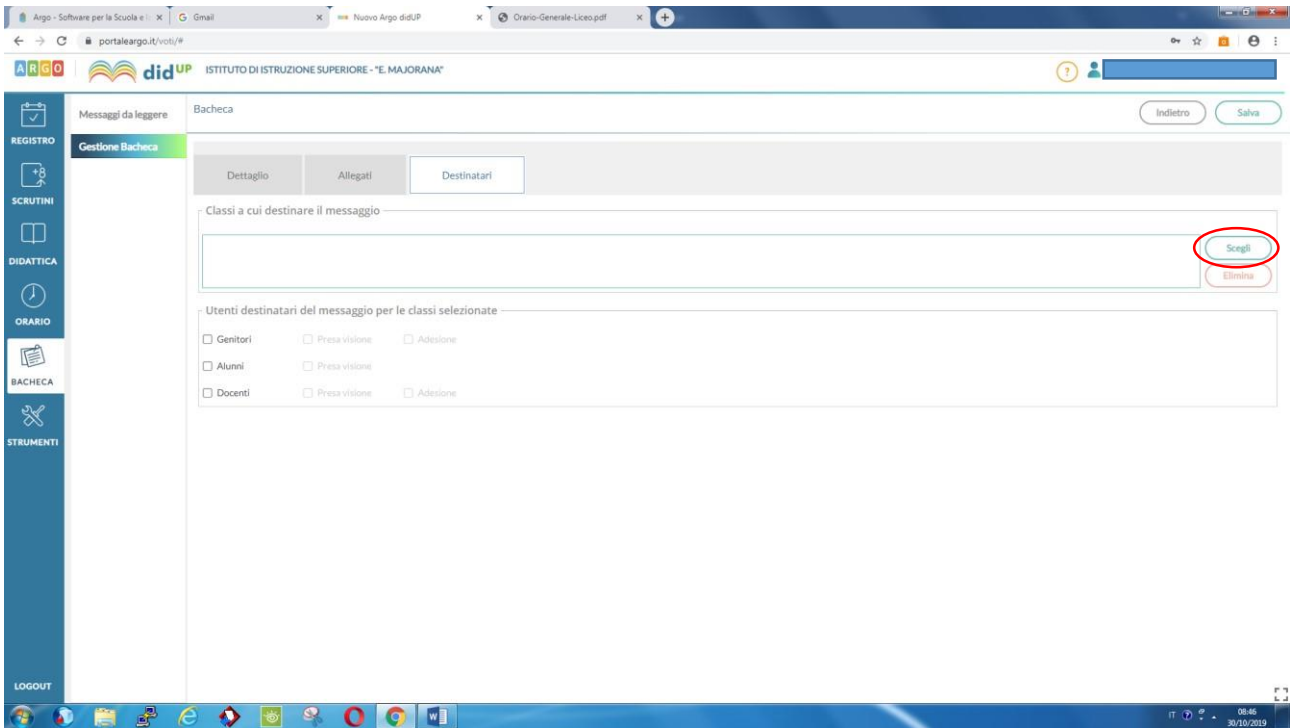 Argo - Software per la Scuola e
Gmail
Nuovo Argo didUP
Orario-Generale-Liceo.pdf
portaleargo.it/voti/#
ARGO
didUP
ISTITUTO DI ISTRUZIONE SUPERIORE - "E. MAJORANA"
?
REGISTRO
SCRUTINI
DIDATTICA
ORARIO
BACHECA
STRUMENTI
LOGOUT
Messaggi da leggere
Gestione Bacheca
Bacheca
Indietro
Salva
Dettaglio
Allegati
Destinatari
Classi a cui destinare il messaggio
Scegli
Elimina
Utenti destinatari del messaggio per le classi selezionate
Genitori Presa visione Adesione
Alunni Presa visione
Docenti Presa visione Adesione
IT
08:46
30/10/2019